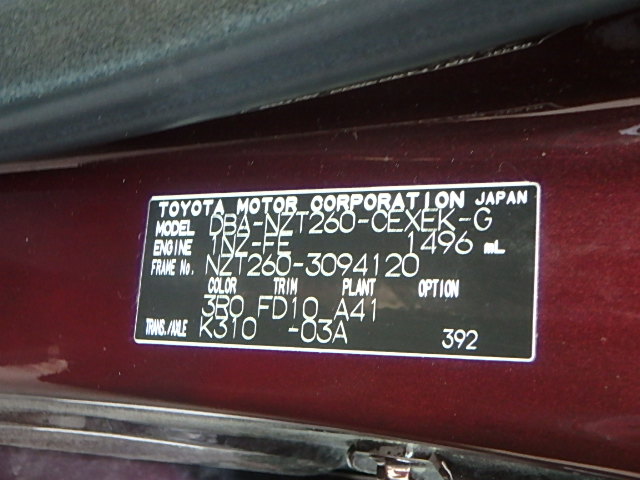 TOYOTA MOTOR CORPORATION JAPAN
MODEL DBA-NZT260-CEXEK-G
ENGINE 1NZ-FE 1496 mL
FRAME No. NZT260-3094120
COLOR TRIM PLANT OPTION
3R0 FD10 A41
TRANS./AXLE K310 -03A 392